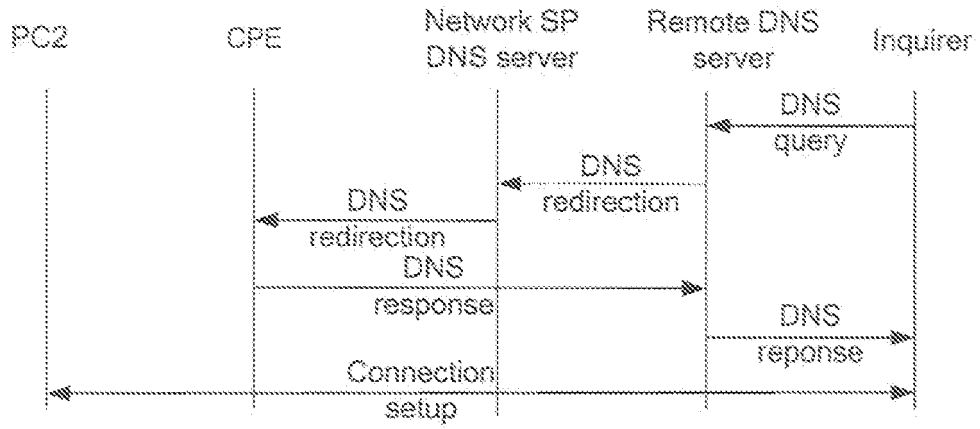 PC2
CPE
Network SP
DNS server
Remote DNS
server
Inquirer
DNS
query
DNS
redirection
DNS
redirection
DNS
response
DNS
reponse
Connection
setup